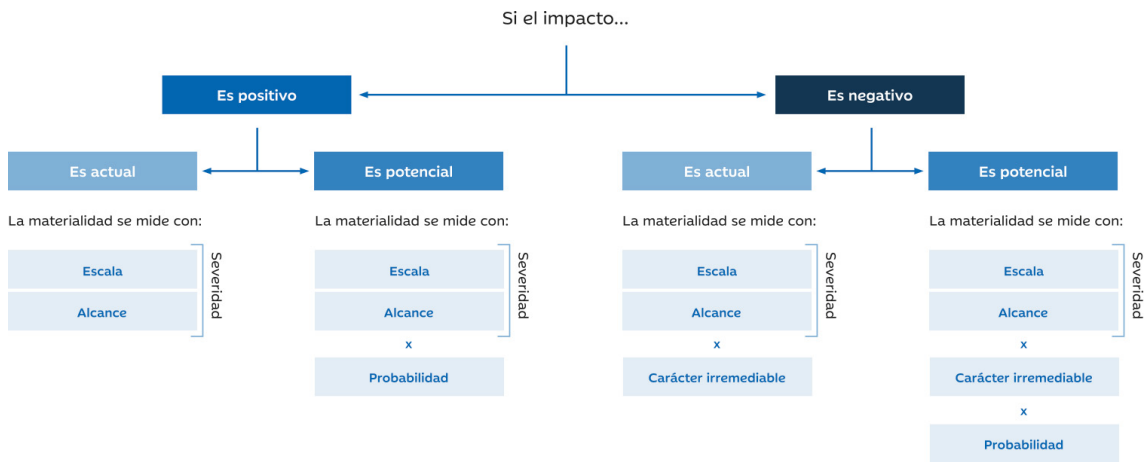 Si el impacto...
Es positivo
Es negativo
Es actual
Es potencial
Es actual
Es potencial
La materialidad se mide con:
La materialidad se mide con:
La materialidad se mide con:
La materialidad se mide con:
Escala
Alcance
Severidad
Escala
Alcance
Severidad
x
Probabilidad
Escala
Alcance
Severidad
x
Carácter irremediable
Escala
Alcance
Severidad
x
Carácter irremediable
x
Probabilidad